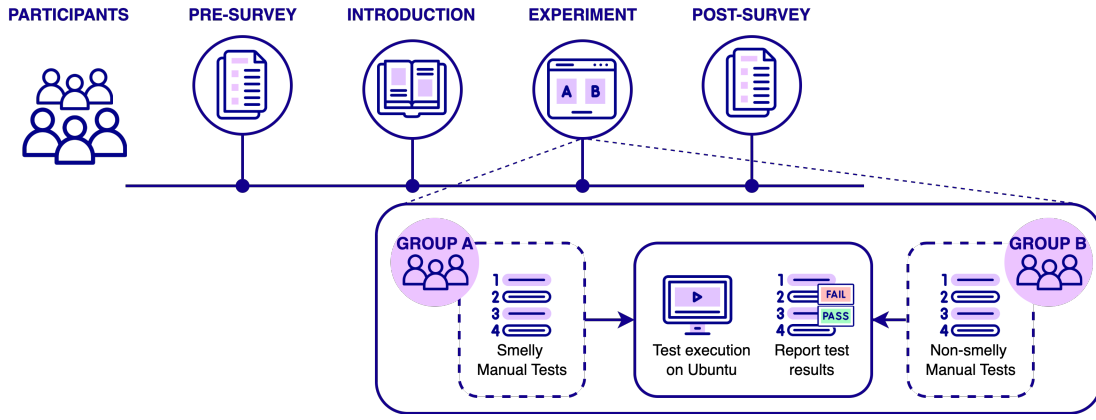 PARTICIPANTS
PRE-SURVEY
INTRODUCTION
EXPERIMENT
POST-SURVEY
A B
GROUP A
1
2
3
4
Smelly
Manual Tests
Test execution
on Ubuntu
1
2
3
4
FAIL
PASS
Report test
results
GROUP B
1
2
3
4
Non-smelly
Manual Tests